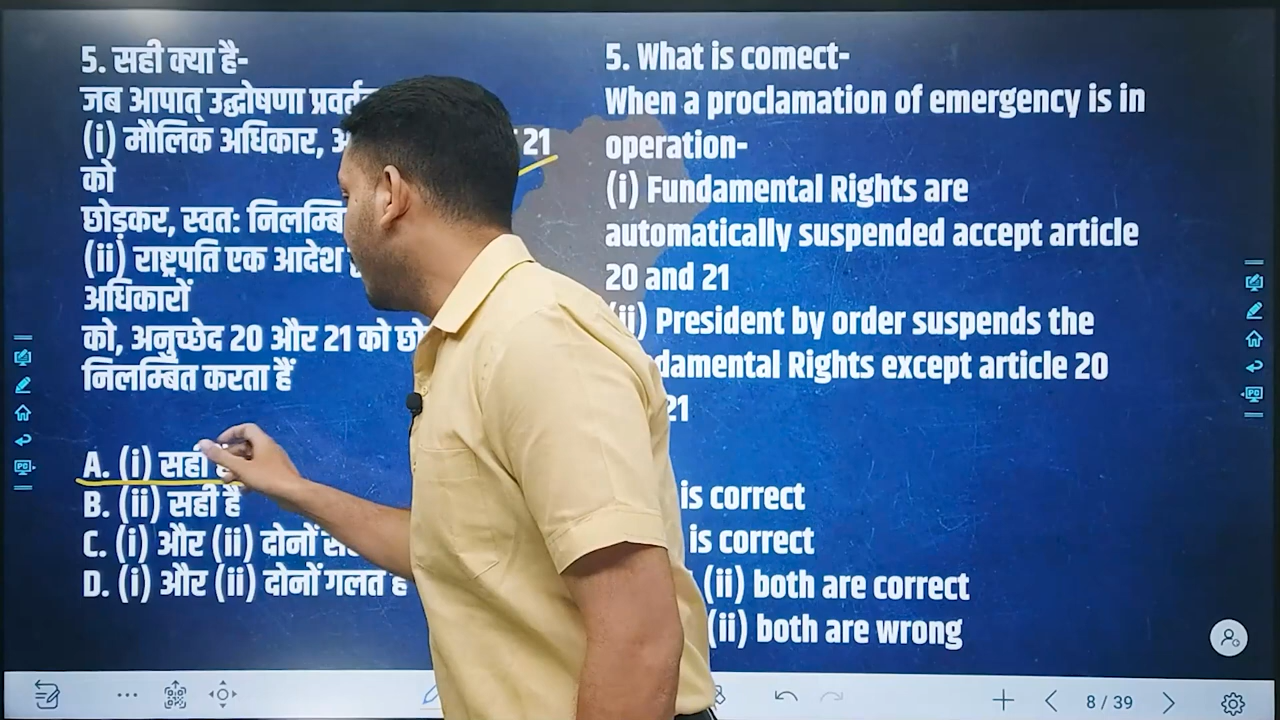 5. सही क्या है-
जब आपात् उद्घोषणा
(i) मौलिक अधिकार, 21
को
छोड़कर, स्वत:
(ii) राष्ट्रपति एक आदेश
अधिकारों
को, अनुच्छेद 20 और 21 को
निलम्बित करता हैं
A. (i) सही
B. (ii) सही है
C. (i) और (ii) दोनों
D. (i) और (ii) दोनों गलत
5. What is comect-
When a proclamation of emergency is in
operation-
(i) Fundamental Rights are
automatically suspended accept article
20 and 21
(ii) President by order suspends the
Rights except article 20
21
is correct
is correct
(ii) both are correct
(ii) both are wrong
8 / 39